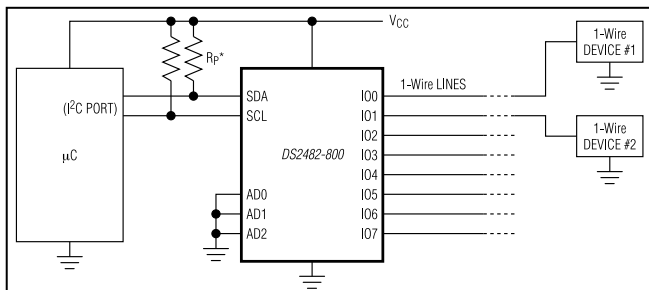 VCC
RP*
(I²C PORT)
µC
SDA
SCL
AD0
AD1
AD2
DS2482-800
IO0
IO1
IO2
IO3
IO4
IO5
IO6
IO7
1-Wire LINES
1-Wire
DEVICE #1
1-Wire
DEVICE #2